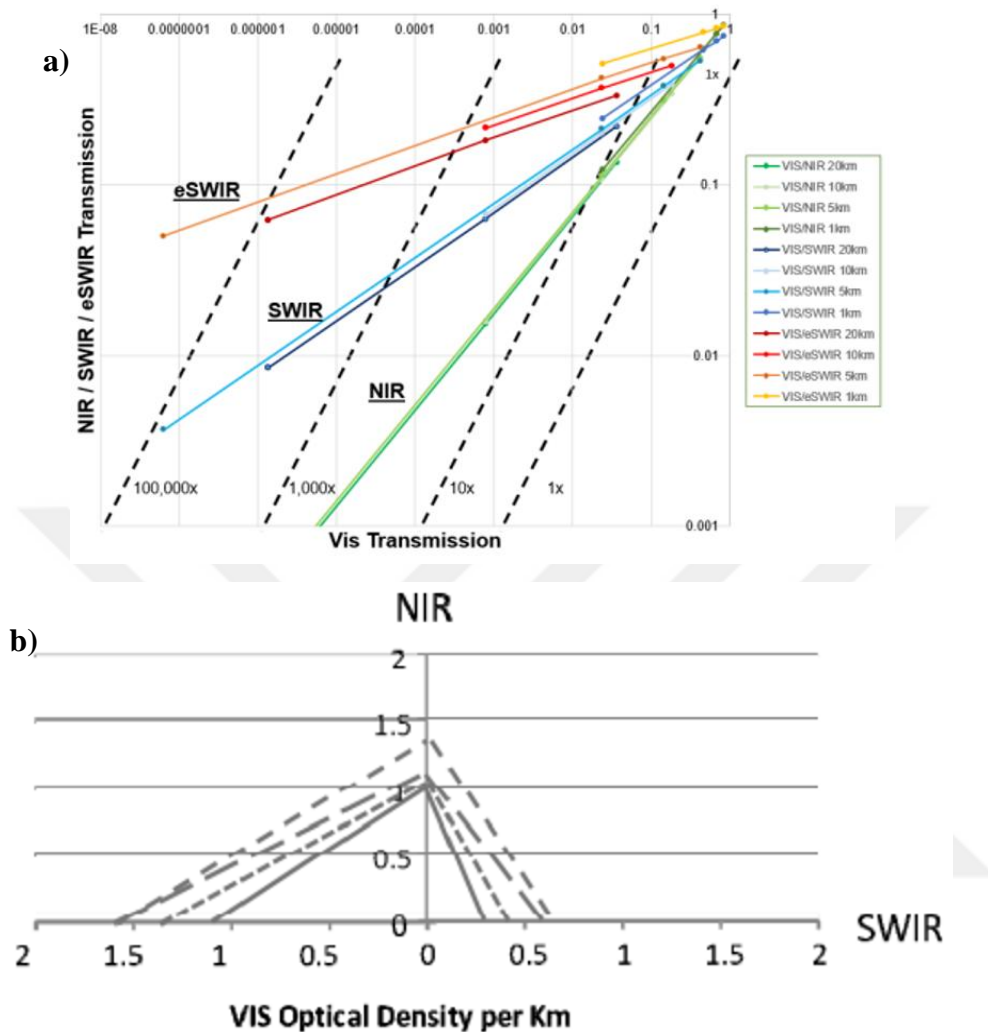 1
1E-08 0.0000001 0.000001 0.00001 0.0001 0.001 0.01 0.1 1
a)
1x
NIR / SWIR / eSWIR Transmission
eSWIR
0.1
SWIR
0.01
NIR
100,000x
1,000x
10x
1x
0.001
Vis Transmission
VIS/NIR 20km
VIS/NIR 10km
VIS/NIR 5km
VIS/NIR 1km
VIS/SWIR 20km
VIS/SWIR 10km
VIS/SWIR 5km
VIS/SWIR 1km
VIS/eSWIR 20km
VIS/eSWIR 10km
VIS/eSWIR 5km
VIS/eSWIR 1km
NIR
b)
2
1.5
1
0.5
0
SWIR
2 1.5 1 0.5 0 0.5 1 1.5 2
VIS Optical Density per Km